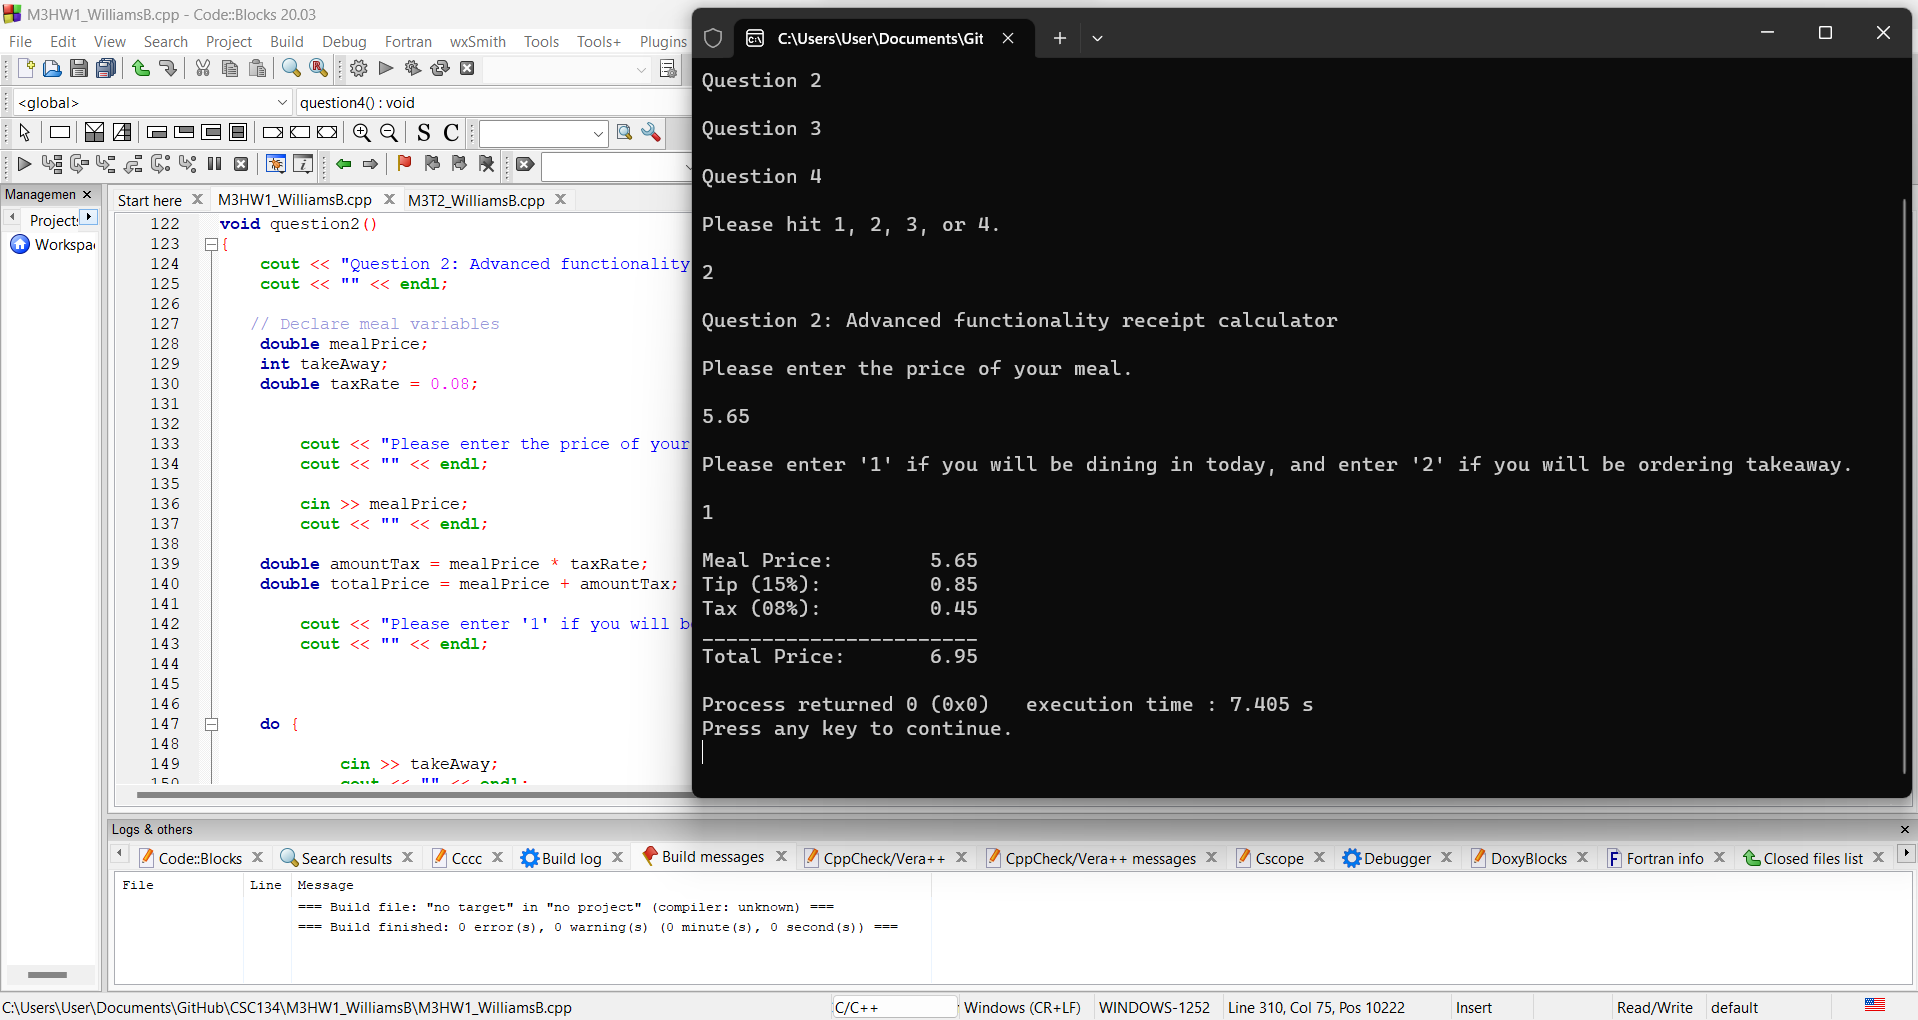 M3HW1_WilliamsB.cpp - Code::Blocks 20.03
File Edit View Search Project Build Debug Fortran wxSmith Tools Tools+ Plugins
<global> question4() : void
S C
Managemen
Projects
Workspa
Start here M3HW1_WilliamsB.cpp M3T2_WilliamsB.cpp
122 void question2()
123 {
124 cout << "Question 2: Advanced functionality
125 cout << "" << endl;
126
127 // Declare meal variables
128 double mealPrice;
129 int takeAway;
130 double taxRate = 0.08;
131
132
133 cout << "Please enter the price of your
134 cout << "" << endl;
135
136 cin >> mealPrice;
137 cout << "" << endl;
138
139 double amountTax = mealPrice * taxRate;
140 double totalPrice = mealPrice + amountTax;
141
142 cout << "Please enter '1' if you will b
143 cout << "" << endl;
144
145
146
147 do {
148
149 cin >> takeAway;
150 cout << "" << endl;
C:\Users\User\Documents\Git
Question 2
Question 3
Question 4
Please hit 1, 2, 3, or 4.
2
Question 2: Advanced functionality receipt calculator
Please enter the price of your meal.
5.65
Please enter '1' if you will be dining in today, and enter '2' if you will be ordering takeaway.
1
Meal Price: 5.65
Tip (15%): 0.85
Tax (08%): 0.45
_______________________
Total Price: 6.95
Process returned 0 (0x0) execution time : 7.405 s
Press any key to continue.
Logs & others
Code::Blocks Search results Cccc Build log Build messages CppCheck/Vera++ CppCheck/Vera++ messages Cscope Debugger DoxyBlocks Fortran info Closed files list
File Line Message
=== Build file: "no target" in "no project" (compiler: unknown) ===
=== Build finished: 0 error(s), 0 warning(s) (0 minute(s), 0 second(s)) ===
C:\Users\User\Documents\GitHub\CSC134\M3HW1_WilliamsB\M3HW1_WilliamsB.cpp C/C++ Windows (CR+LF) WINDOWS-1252 Line 310, Col 75, Pos 10222 Insert Read/Write default